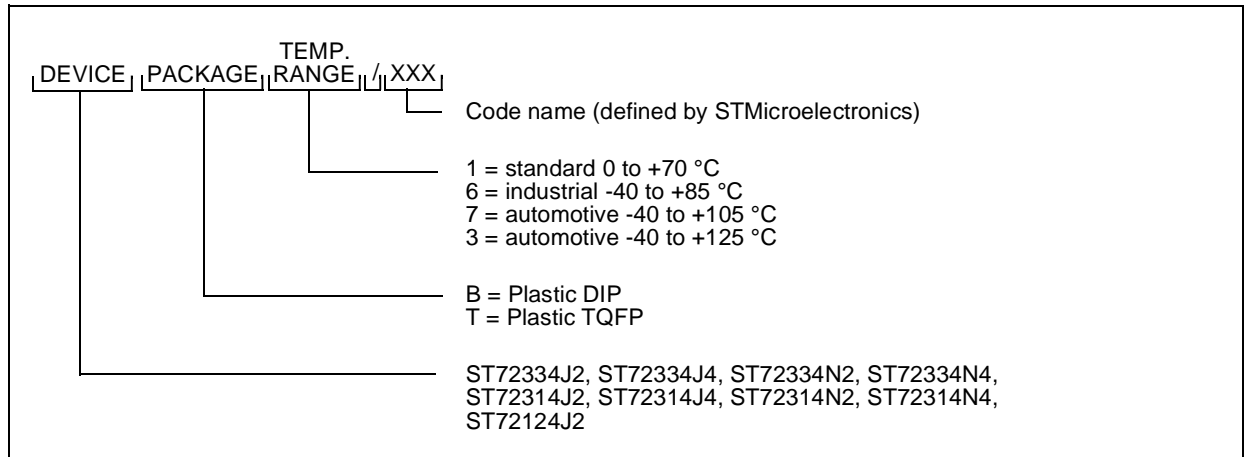 TEMP.
DEVICE PACKAGE RANGE / XXX
Code name (defined by STMicroelectronics)
1 = standard 0 to +70 °C
6 = industrial -40 to +85 °C
7 = automotive -40 to +105 °C
3 = automotive -40 to +125 °C
B = Plastic DIP
T = Plastic TQFP
ST72334J2, ST72334J4, ST72334N2, ST72334N4,
ST72314J2, ST72314J4, ST72314N2, ST72314N4,
ST72124J2